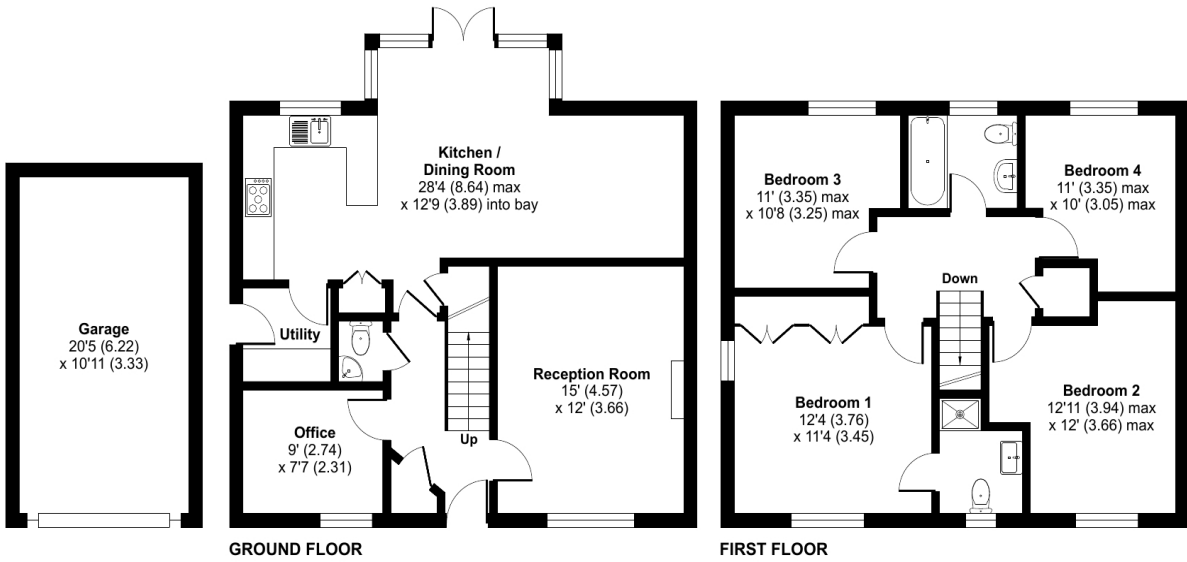 Kitchen /
Dining Room
28'4 (8.64) max
x 12'9 (3.89) into bay
Garage
20'5 (6.22)
x 10'11 (3.33)
Utility
Reception Room
15' (4.57)
x 12' (3.66)
Office
9' (2.74)
x 7'7 (2.31)
Up
GROUND FLOOR
Bedroom 3
11' (3.35) max
x 10'8 (3.25) max
Bedroom 4
11' (3.35) max
x 10' (3.05) max
Down
Bedroom 1
12'4 (3.76)
x 11'4 (3.45)
Bedroom 2
12'11 (3.94) max
x 12' (3.66) max
FIRST FLOOR